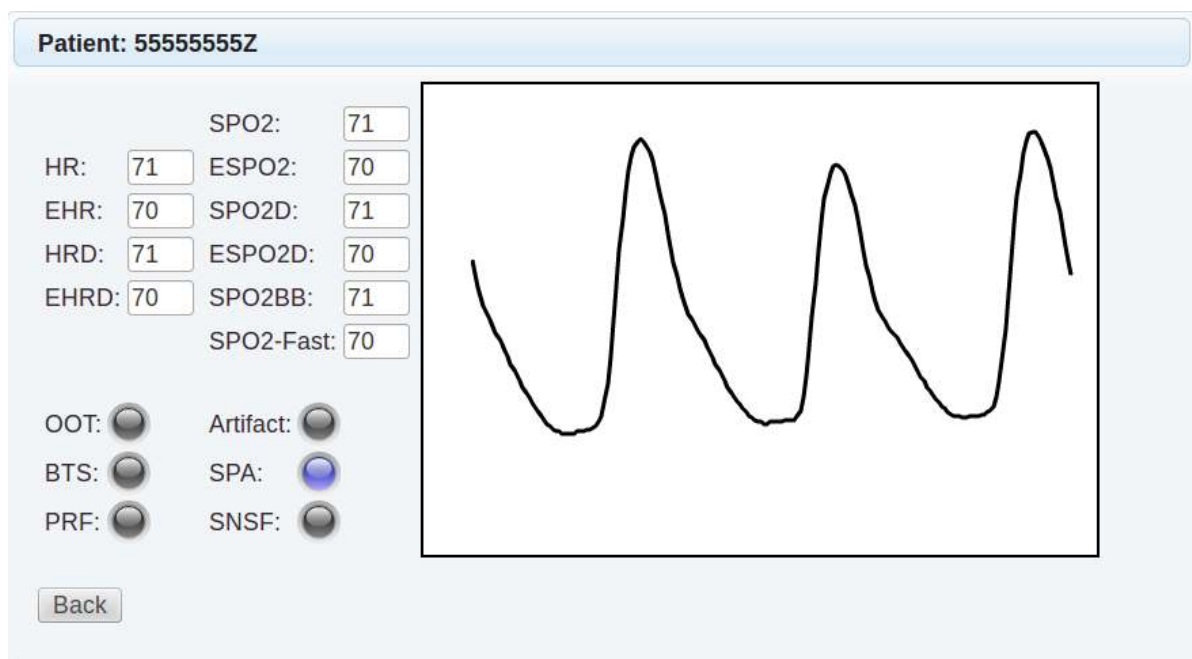 Patient: 55555555Z
SPO2: 71
HR: 71 ESPO2: 70
EHR: 70 SPO2D: 71
HRD: 71 ESPO2D: 70
EHRD: 70 SPO2BB: 71
SPO2-Fast: 70
OOT: Artifact:
BTS: SPA:
PRF: SNSF:
Back